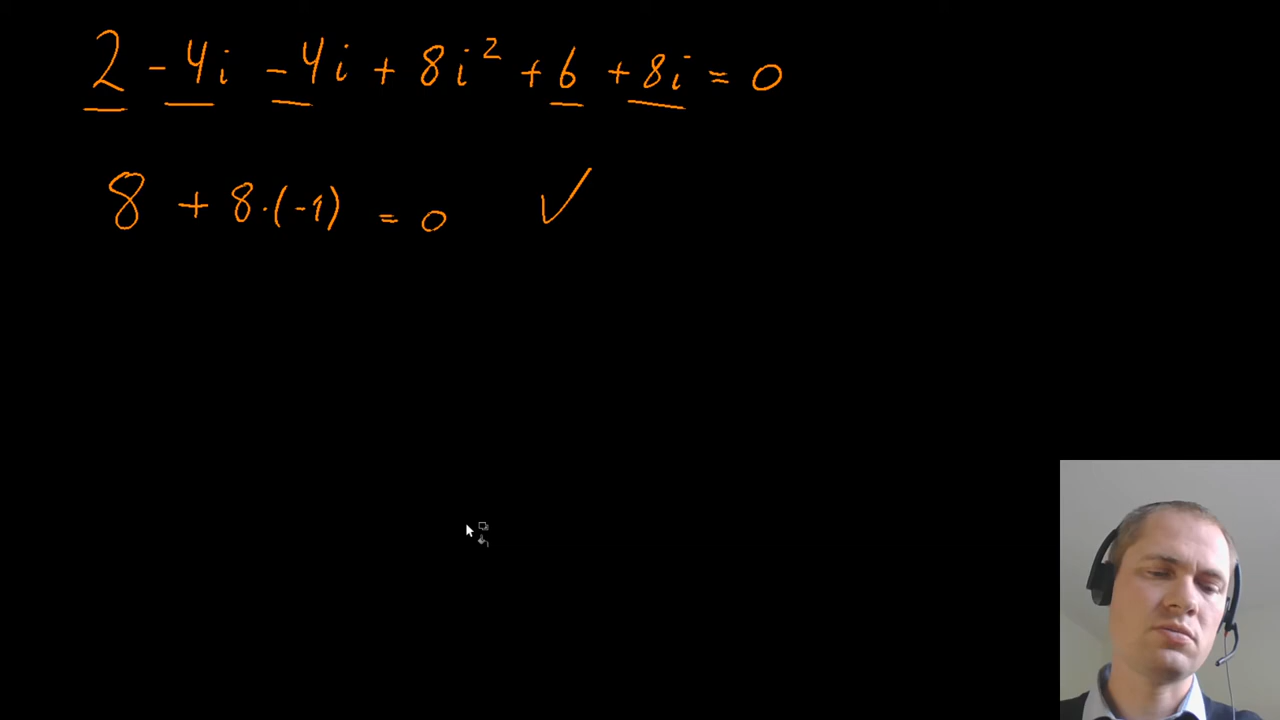 2 - 4i - 4i + 8i² + 6 + 8i = 0
8 + 8·(-1) = 0 ✓